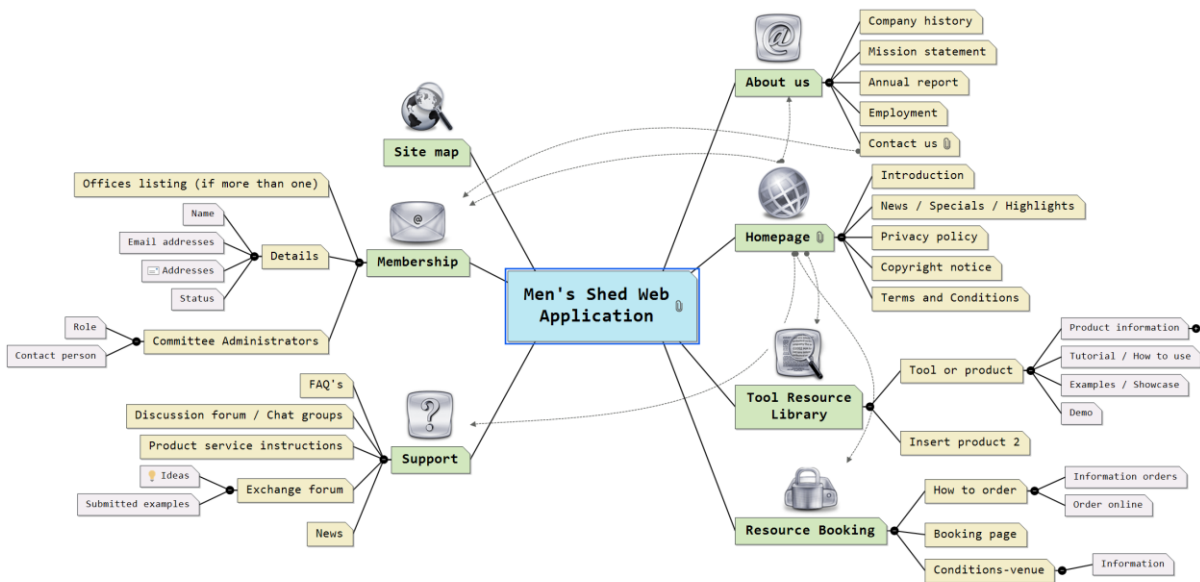 Men's Shed Web
Application
About us
Company history
Mission statement
Annual report
Employment
Contact us
Homepage
Introduction
News / Specials / Highlights
Privacy policy
Copyright notice
Terms and Conditions
Tool Resource
Library
Tool or product
Product information
Tutorial / How to use
Examples / Showcase
Demo
Insert product 2
Resource Booking
How to order
Information orders
Order online
Booking page
Conditions-venue
Information
Site map
Membership
Offices listing (if more than one)
Details
Name
Email addresses
Addresses
Status
Committee Administrators
Role
Contact person
Support
FAQ's
Discussion forum / Chat groups
Product service instructions
Exchange forum
Ideas
Submitted examples
News